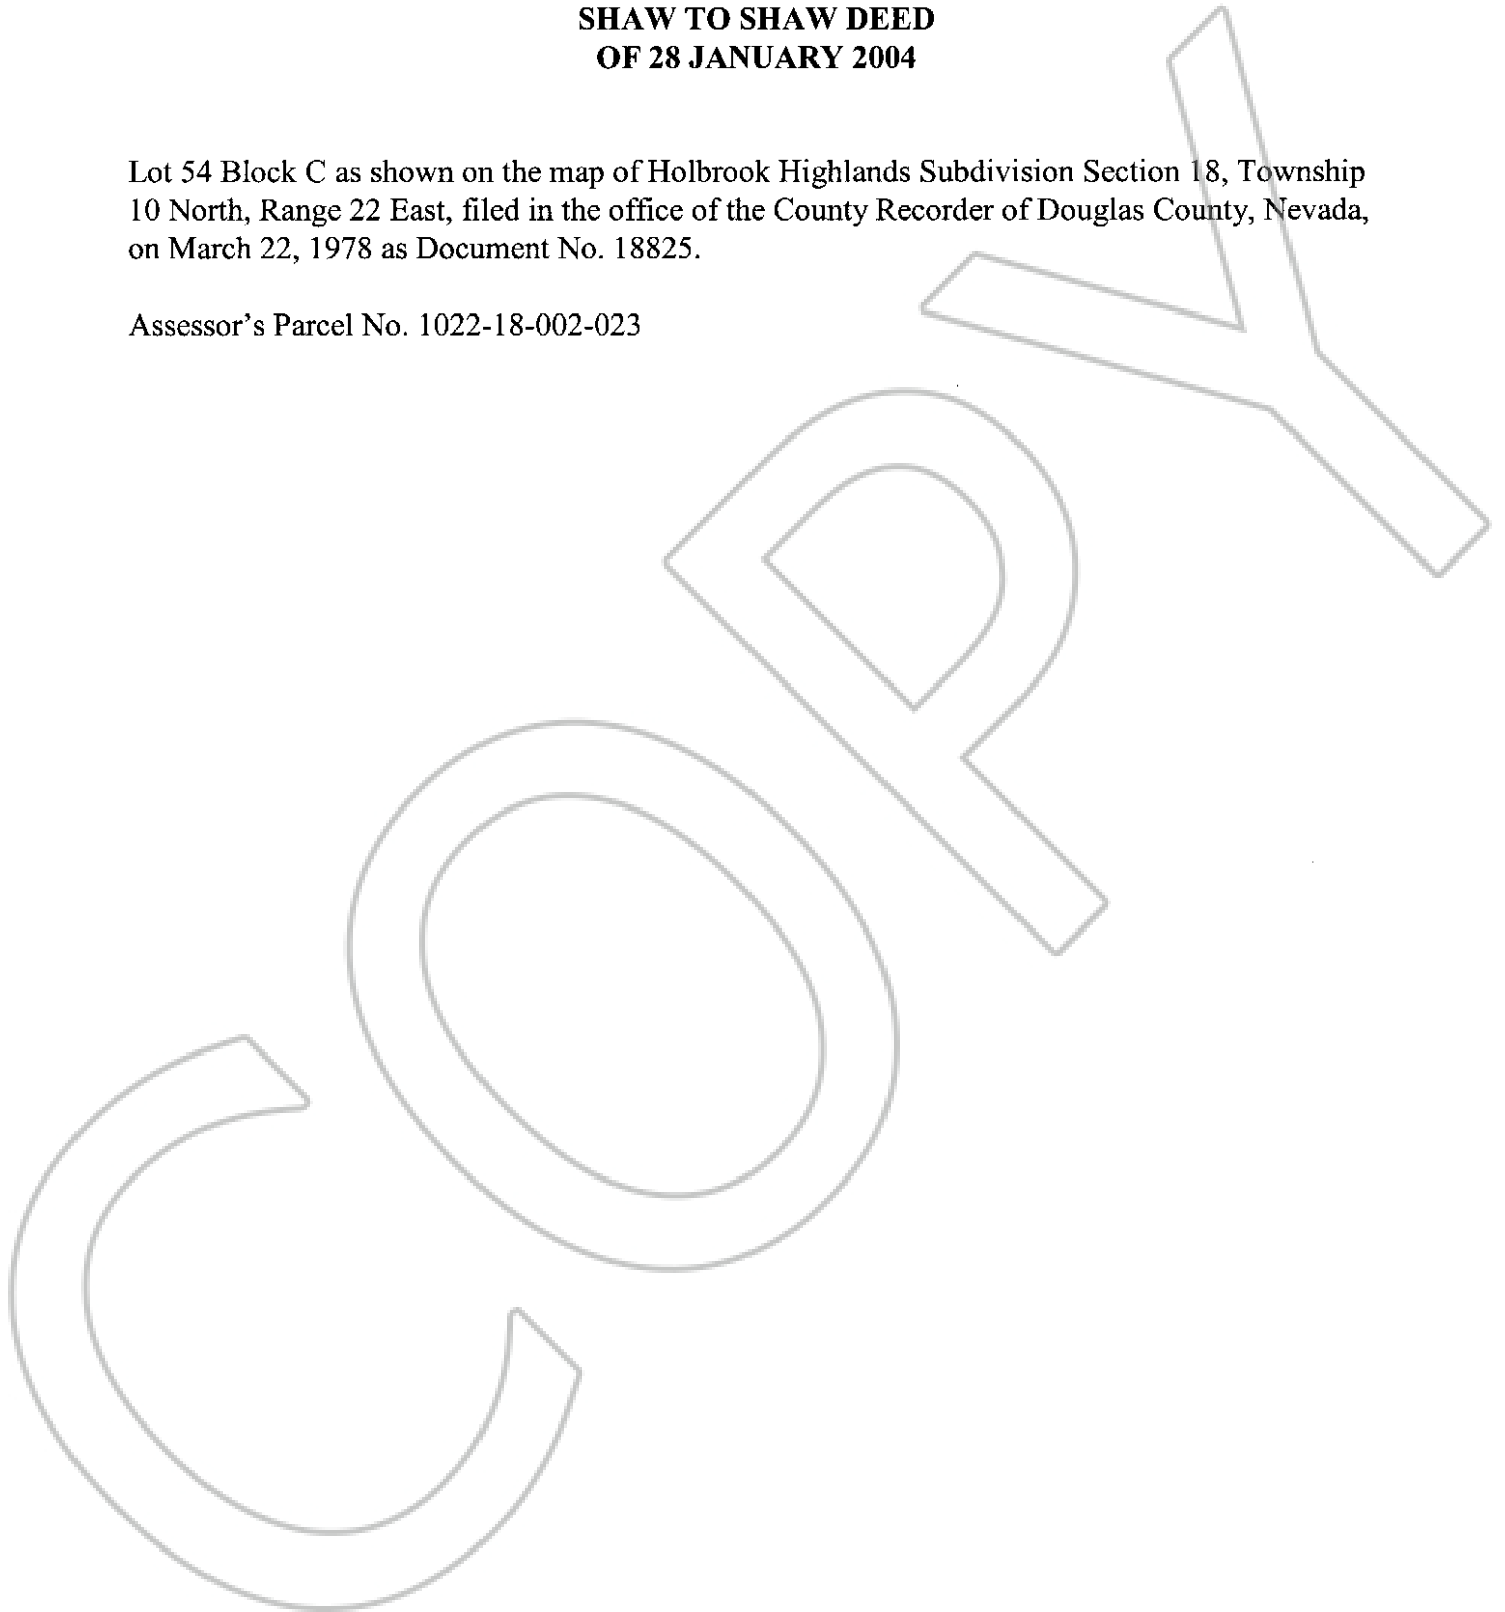 SHAW TO SHAW DEED
OF 28 JANUARY 2004
Lot 54 Block C as shown on the map of Holbrook Highlands Subdivision Section 18, Township
10 North, Range 22 East, filed in the office of the County Recorder of Douglas County, Nevada,
on March 22, 1978 as Document No. 18825.
Assessor's Parcel No. 1022-18-002-023
COPY